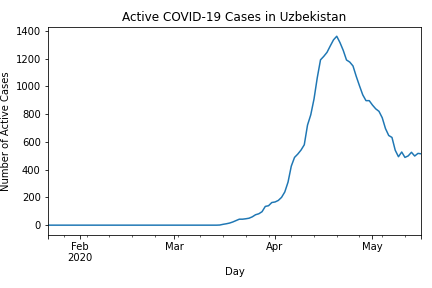 Active COVID-19 Cases in Uzbekistan
Number of Active Cases
1400
1200
1000
800
600
400
200
0
Feb
2020
Mar
Apr
May
Day